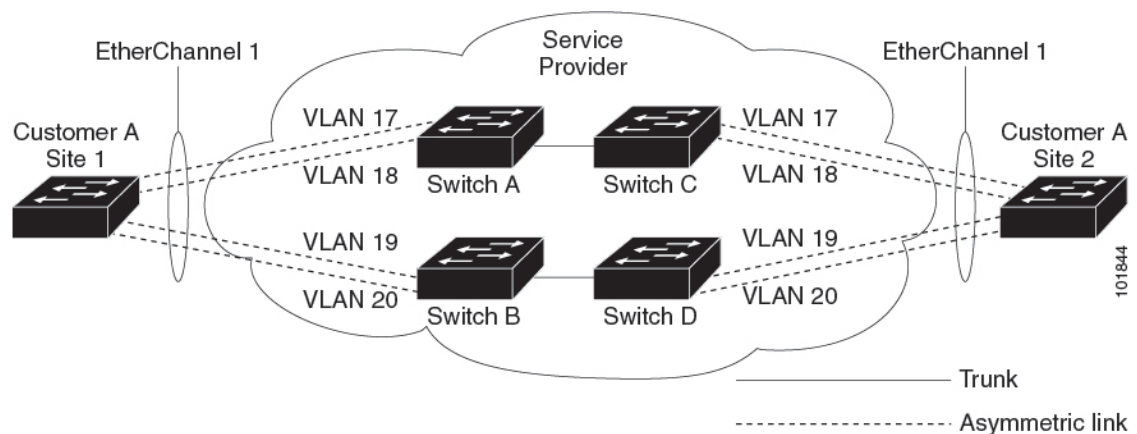 Service
Provider
EtherChannel 1
EtherChannel 1
Customer A
Site 1
VLAN 17
VLAN 18
Switch A
Switch C
VLAN 17
VLAN 18
Customer A
Site 2
VLAN 19
VLAN 20
Switch B
Switch D
VLAN 19
VLAN 20
101844
Trunk
Asymmetric link